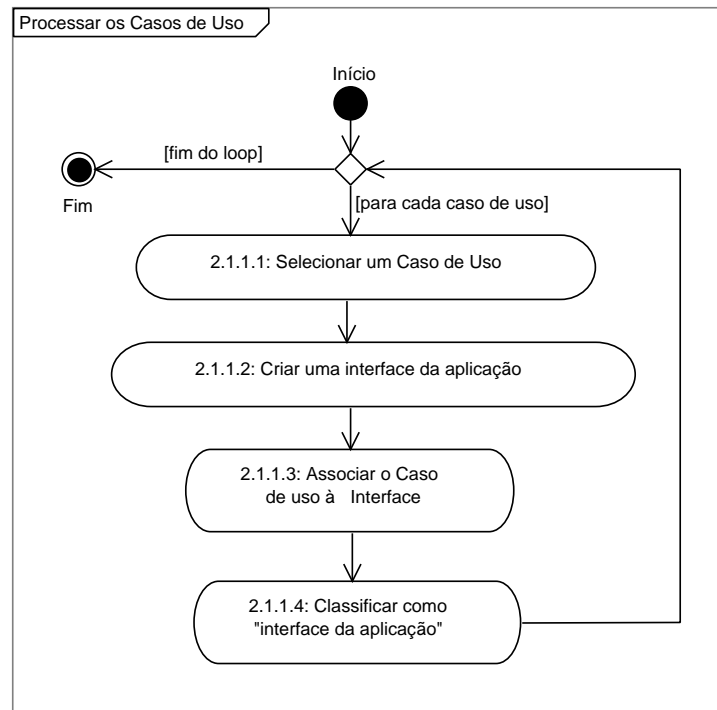 Processar os Casos de Uso
Início
[fim do loop]
Fim
[para cada caso de uso]
2.1.1.1: Selecionar um Caso de Uso
2.1.1.2: Criar uma interface da aplicação
2.1.1.3: Associar o Caso
de uso à Interface
2.1.1.4: Classificar como
"interface da aplicação"